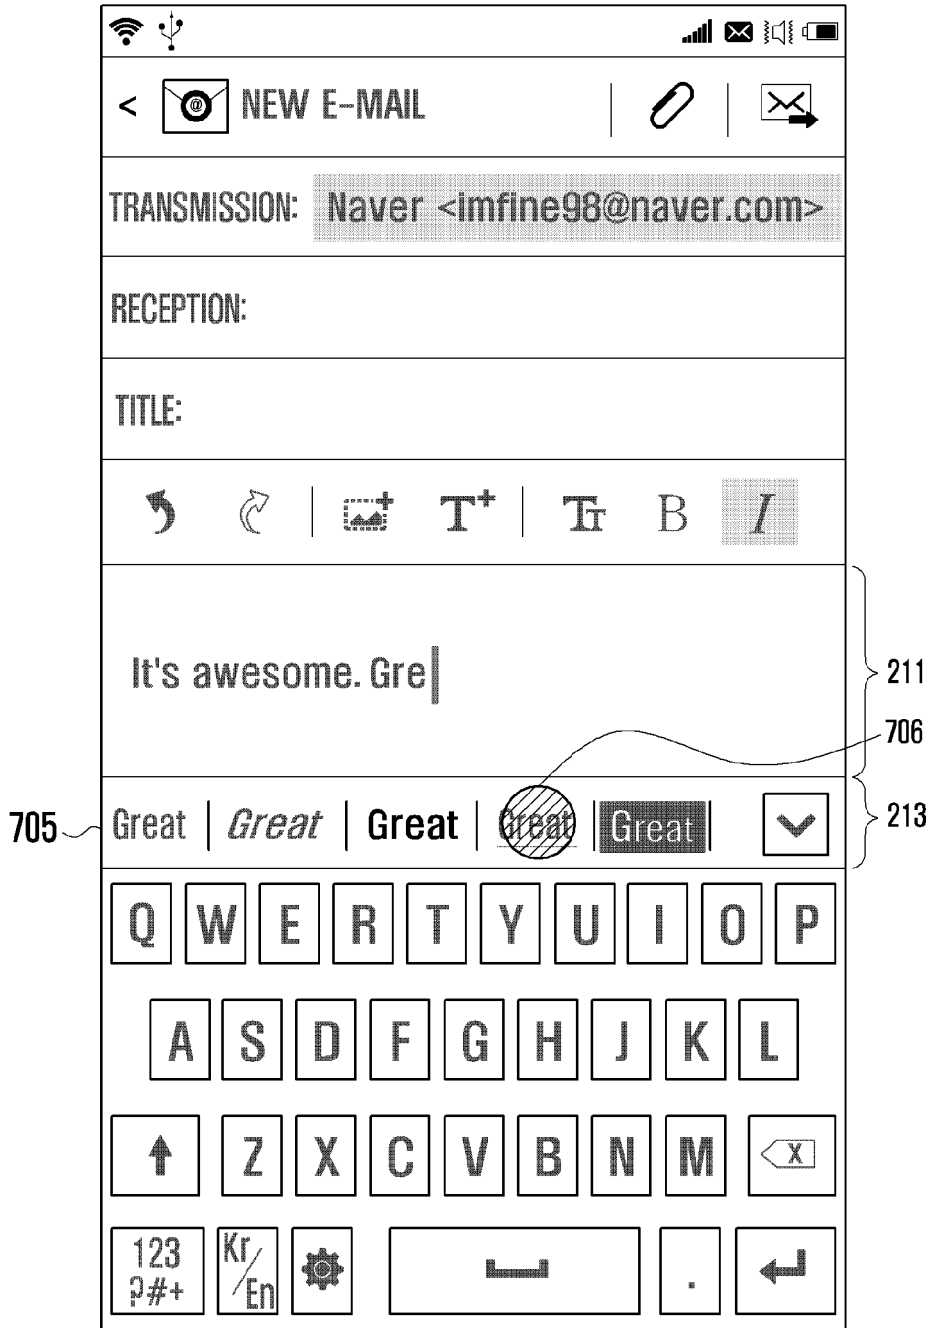 < @ NEW E-MAIL
TRANSMISSION: Naver <imfine98@naver.com>
RECEPTION:
TITLE:
T+ TT B I
It's awesome. Gre
211
706
705 Great | Great | Great | Great | Great | 213
Q W E R T Y U I O P
A S D F G H J K L
Z X C V B N M X
123 Kr/En .
?#+